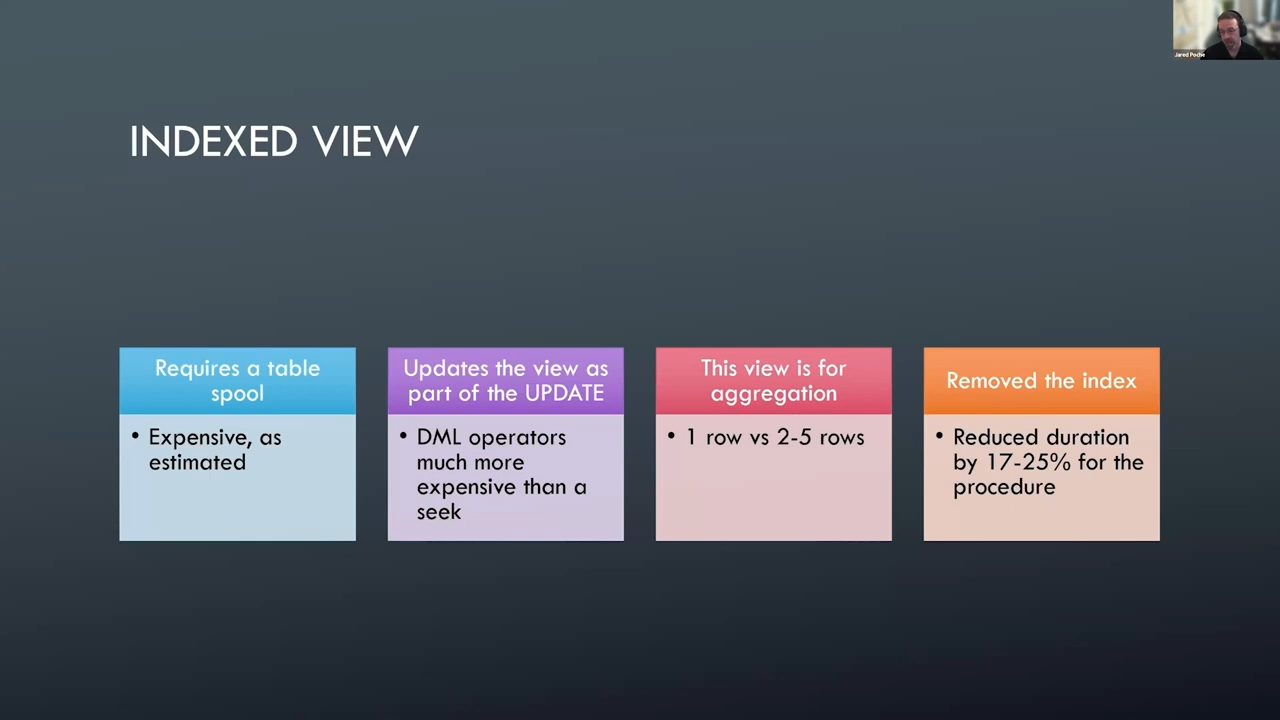 Jared Poche
INDEXED VIEW
Requires a table
spool
• Expensive, as
estimated
Updates the view as
part of the UPDATE
• DML operators
much more
expensive than a
seek
This view is for
aggregation
• 1 row vs 2-5 rows
Removed the index
• Reduced duration
by 17-25% for the
procedure